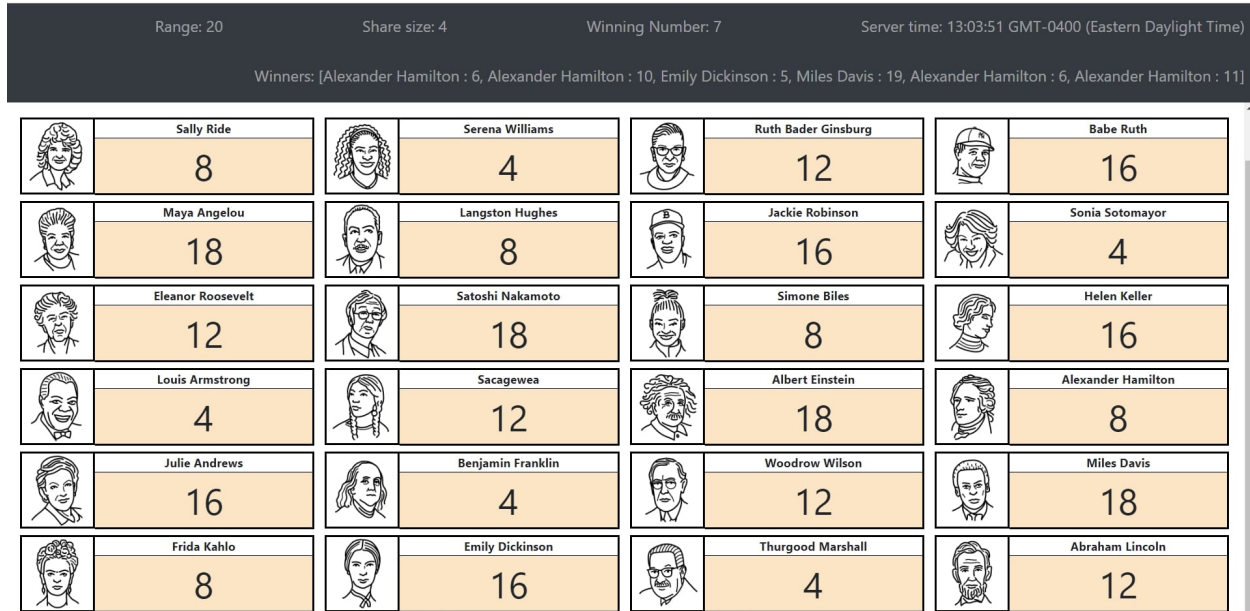 Range: 20 Share size: 4 Winning Number: 7 Server time: 13:03:51 GMT-0400 (Eastern Daylight Time)
Winners: [Alexander Hamilton : 6, Alexander Hamilton : 10, Emily Dickinson : 5, Miles Davis : 19, Alexander Hamilton : 6, Alexander Hamilton : 11]
Sally Ride Serena Williams Ruth Bader Ginsburg Babe Ruth
8 4 12 16
Maya Angelou Langston Hughes Jackie Robinson Sonia Sotomayor
18 8 16 4
Eleanor Roosevelt Satoshi Nakamoto Simone Biles Helen Keller
12 18 8 16
Louis Armstrong Sacagewea Albert Einstein Alexander Hamilton
4 12 18 8
Julie Andrews Benjamin Franklin Woodrow Wilson Miles Davis
16 4 12 18
Frida Kahlo Emily Dickinson Thurgood Marshall Abraham Lincoln
8 16 4 12